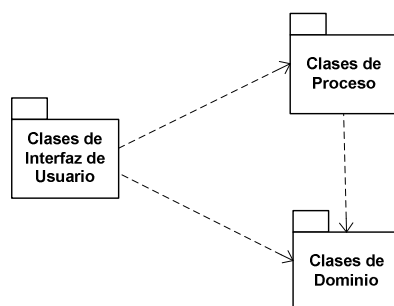 Clases de
Proceso
Clases de
Interfaz de
Usuario
Clases de
Dominio